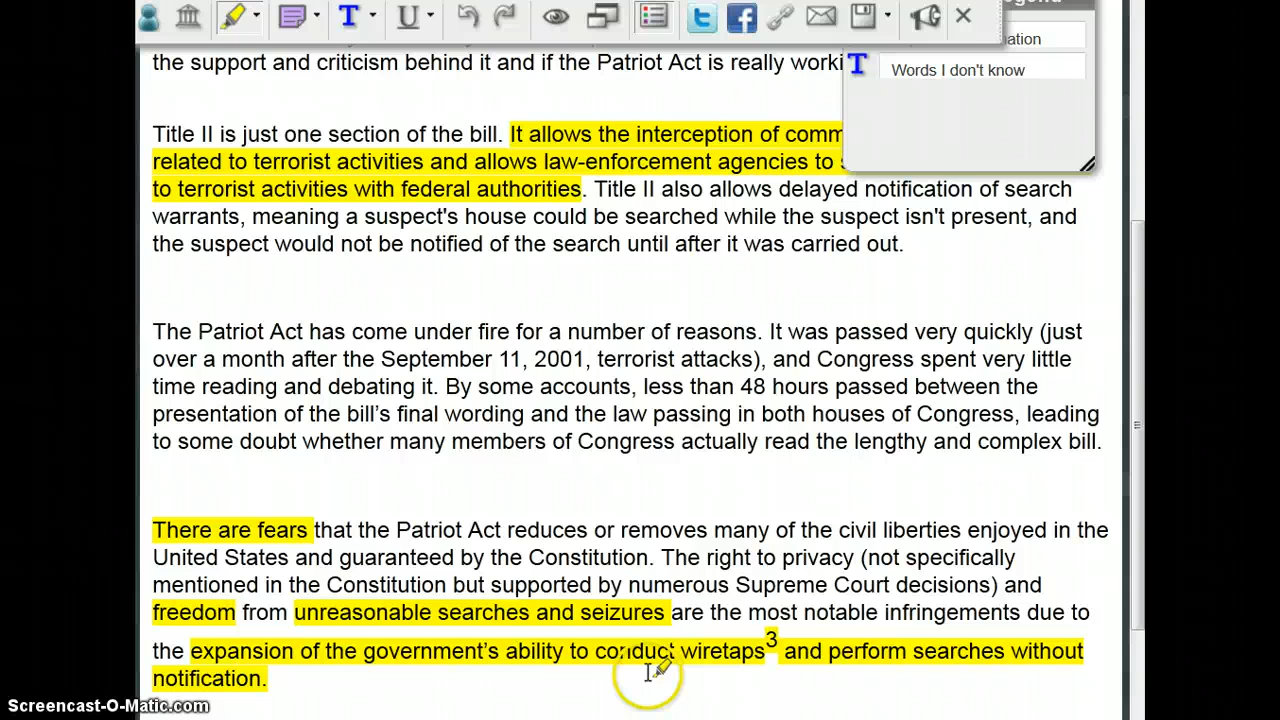 ation
Words I don't know
the support and criticism behind it and if the Patriot Act is really worki
Title II is just one section of the bill. It allows the interception of comm
related to terrorist activities and allows law-enforcement agencies to s
to terrorist activities with federal authorities. Title II also allows delayed notification of search
warrants, meaning a suspect's house could be searched while the suspect isn't present, and
the suspect would not be notified of the search until after it was carried out.
The Patriot Act has come under fire for a number of reasons. It was passed very quickly (just
over a month after the September 11, 2001, terrorist attacks), and Congress spent very little
time reading and debating it. By some accounts, less than 48 hours passed between the
presentation of the bill’s final wording and the law passing in both houses of Congress, leading
to some doubt whether many members of Congress actually read the lengthy and complex bill.
There are fears that the Patriot Act reduces or removes many of the civil liberties enjoyed in the
United States and guaranteed by the Constitution. The right to privacy (not specifically
mentioned in the Constitution but supported by numerous Supreme Court decisions) and
freedom from unreasonable searches and seizures are the most notable infringements due to
the expansion of the government’s ability to conduct wiretaps3 and perform searches without
notification.
Screencast-O-Matic.com